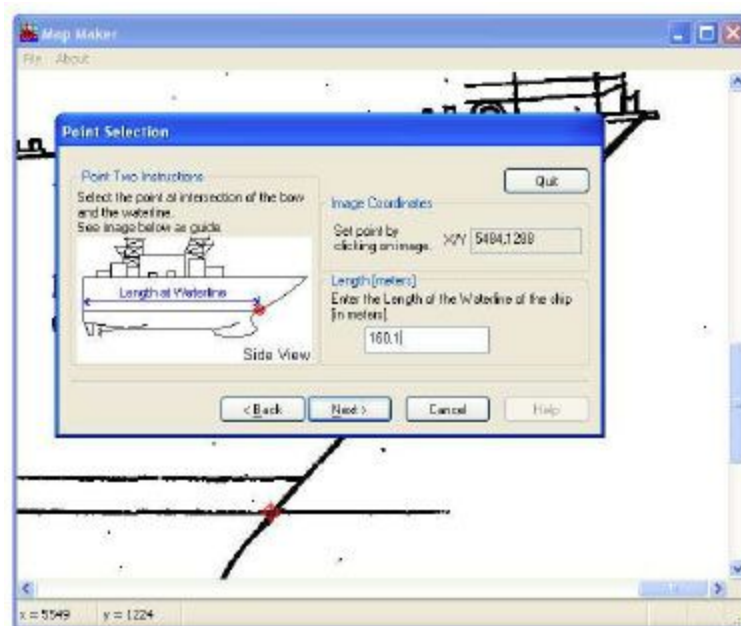 Map Maker
File About
Point Selection
Point Two Instructions
Select the point at intersection of the bow
and the waterline.
See image below as guide.
Length at Waterline
Side View
Quit
Image Coordinates
Set point by
clicking on image.
X/Y 5484,1288
Length (meters)
Enter the Length of the Waterline of the ship
(in meters).
160.1
< Back
Next >
Cancel
Help
x = 5549 y = 1224